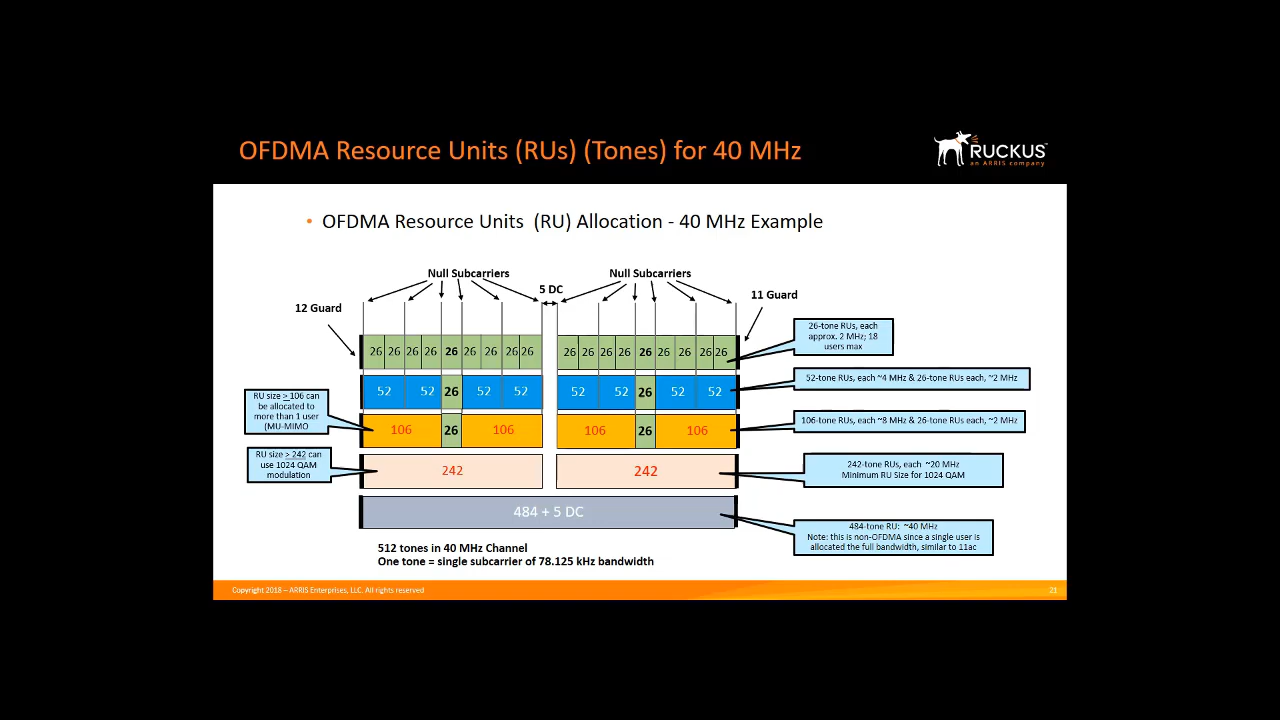 OFDMA Resource Units (RUs) (Tones) for 40 MHz
RUCKUS
an ARRIS company
• OFDMA Resource Units (RU) Allocation - 40 MHz Example
Null Subcarriers
Null Subcarriers
5 DC
12 Guard
11 Guard
26 26 26 26 26 26 26 26 26
26 26 26 26 26 26 26 26 26
26-tone RUs, each
approx. 2 MHz; 18
users max
52 52 26 52 52
52 52 26 52 52
52-tone RUs, each ~4 MHz & 26-tone RUs each, ~2 MHz
RU size > 106 can
be allocated to
more than 1 user
(MU-MIMO
106 26 106
106 26 106
106-tone RUs, each ~8 MHz & 26-tone RUs each, ~2 MHz
RU size > 242 can
use 1024 QAM
modulation
242
242
242-tone RUs, each ~20 MHz
Minimum RU Size for 1024 QAM
484 + 5 DC
484-tone RU: ~40 MHz
Note: this is non-OFDMA since a single user is
allocated the full bandwidth, similar to 11ac
512 tones in 40 MHz Channel
One tone = single subcarrier of 78.125 kHz bandwidth
Copyright 2018 – ARRIS Enterprises, LLC. All rights reserved
21